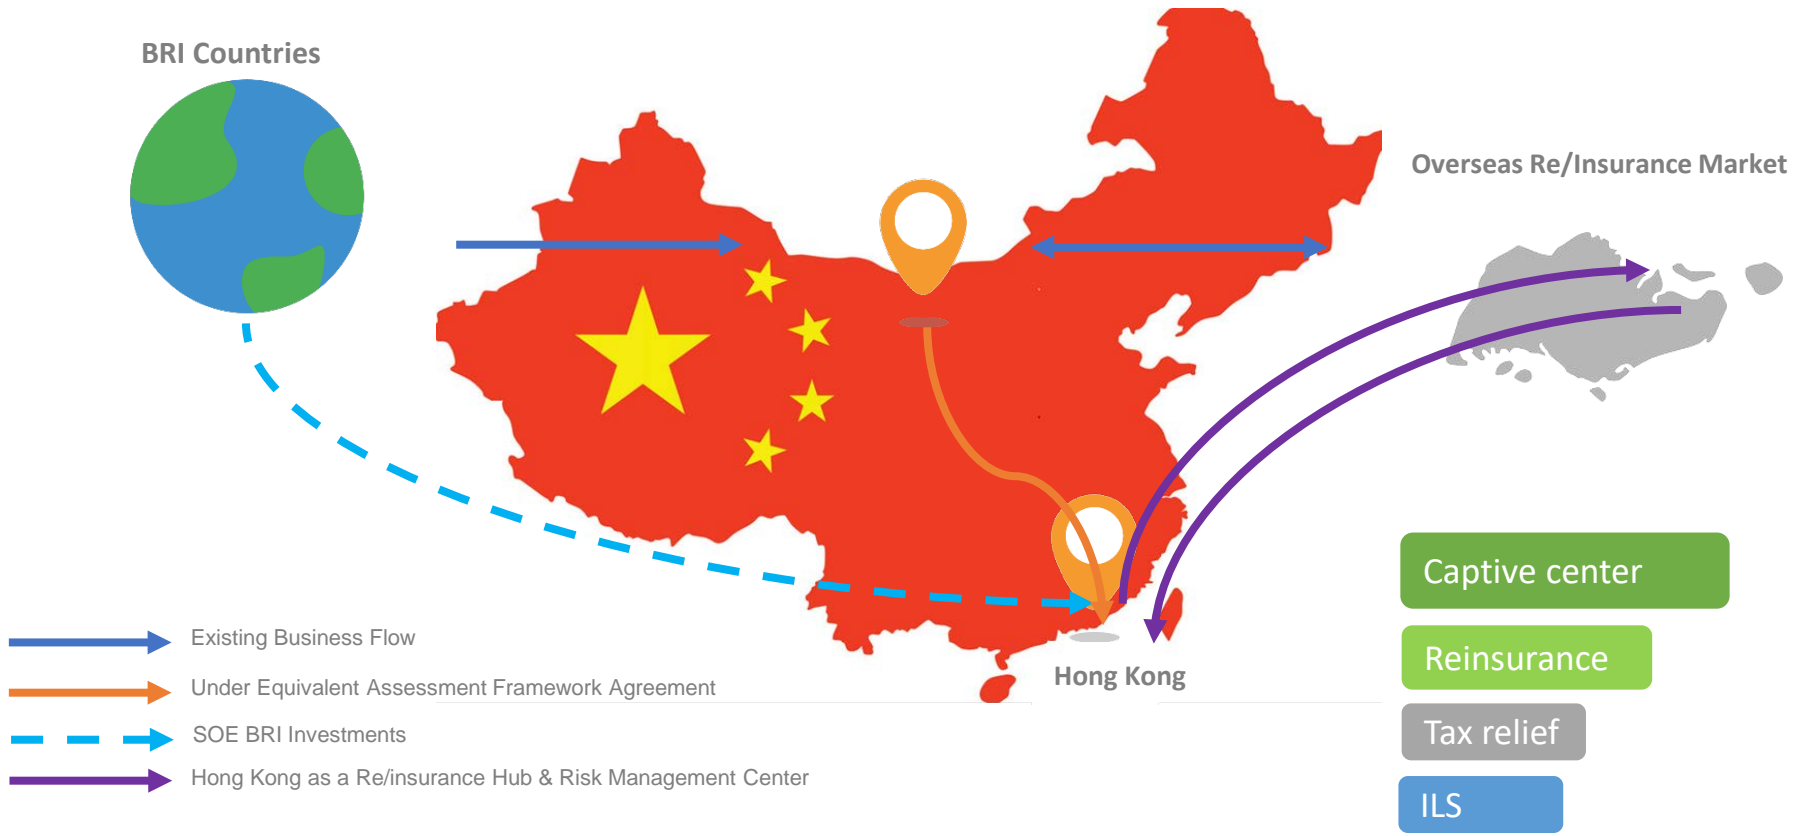 BRI Countries
Overseas Re/Insurance Market
Hong Kong
Existing Business Flow
Under Equivalent Assessment Framework Agreement
SOE BRI Investments
Hong Kong as a Re/insurance Hub & Risk Management Center
Captive center
Reinsurance
Tax relief
ILS